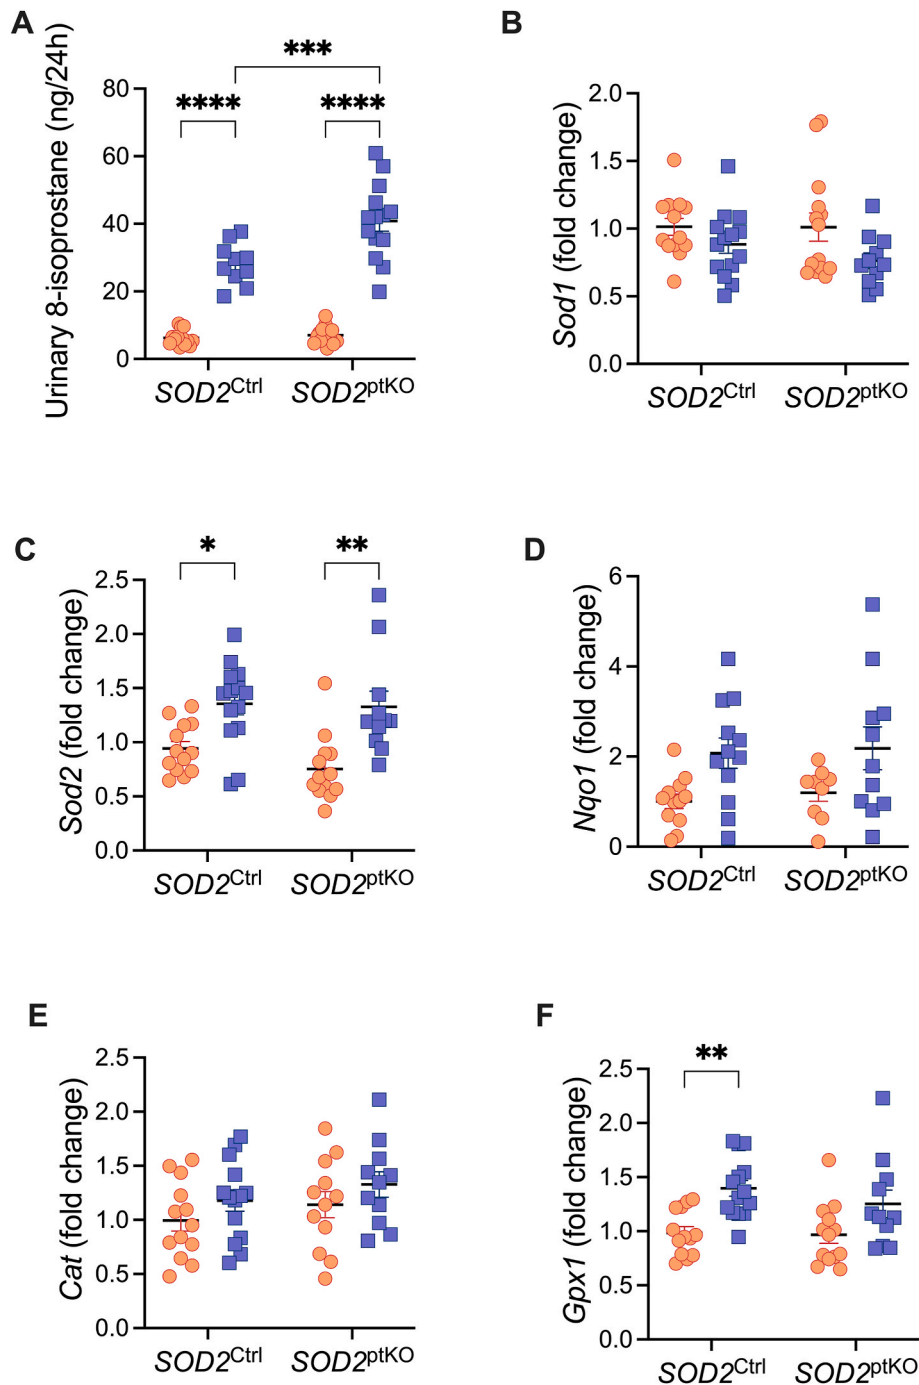 A
Urinary 8-isoprostane (ng/24h)
80
60
40
20
0
****
***
****
SOD2Ctrl
SOD2ptKO
B
Sod1 (fold change)
2.0
1.5
1.0
0.5
0.0
SOD2Ctrl
SOD2ptKO
C
Sod2 (fold change)
2.5
2.0
1.5
1.0
0.5
0.0
*
**
SOD2Ctrl
SOD2ptKO
D
Nqo1 (fold change)
6
4
2
0
SOD2Ctrl
SOD2ptKO
E
Cat (fold change)
2.5
2.0
1.5
1.0
0.5
0.0
SOD2Ctrl
SOD2ptKO
F
Gpx1 (fold change)
2.5
2.0
1.5
1.0
0.5
0.0
**
SOD2Ctrl
SOD2ptKO